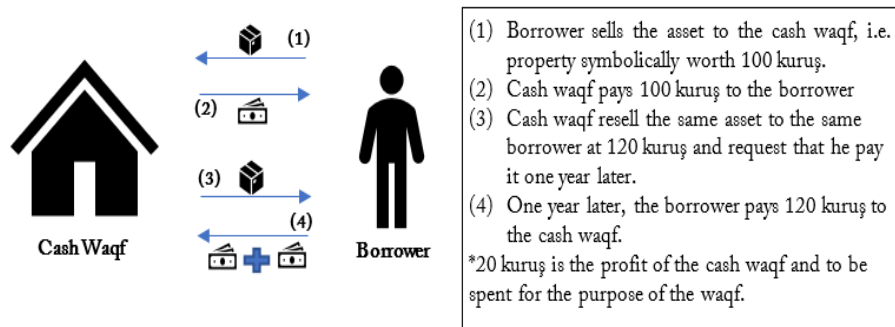 (1)
(2)
(3)
(4)
Cash Waqf
Borrower
(1) Borrower sells the asset to the cash waqf, i.e.
property symbolically worth 100 kuruş.
(2) Cash waqf pays 100 kuruş to the borrower
(3) Cash waqf resell the same asset to the same
borrower at 120 kuruş and request that he pay
it one year later.
(4) One year later, the borrower pays 120 kuruş to
the cash waqf.
*20 kuruş is the profit of the cash waqf and to be
spent for the purpose of the waqf.